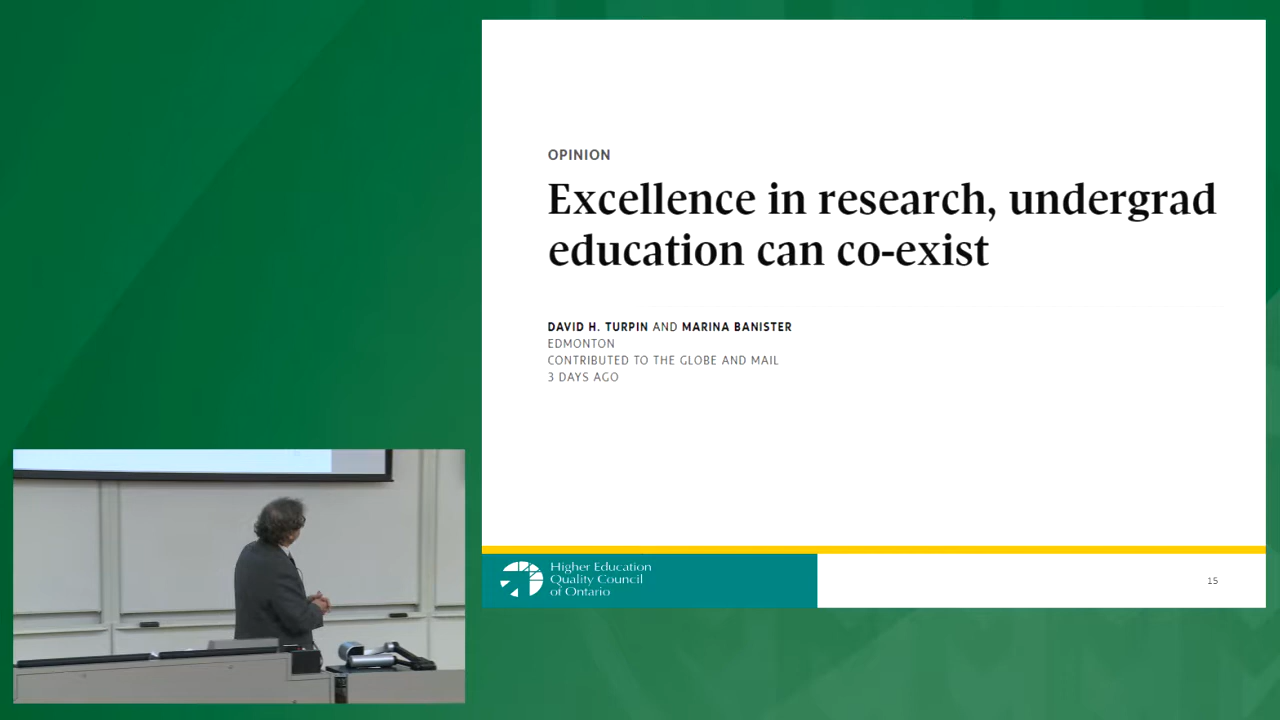 OPINION
Excellence in research, undergrad
education can co-exist
DAVID H. TURPIN AND MARINA BANISTER
EDMONTON
CONTRIBUTED TO THE GLOBE AND MAIL
3 DAYS AGO
Higher Education
Quality Council
of Ontario
15